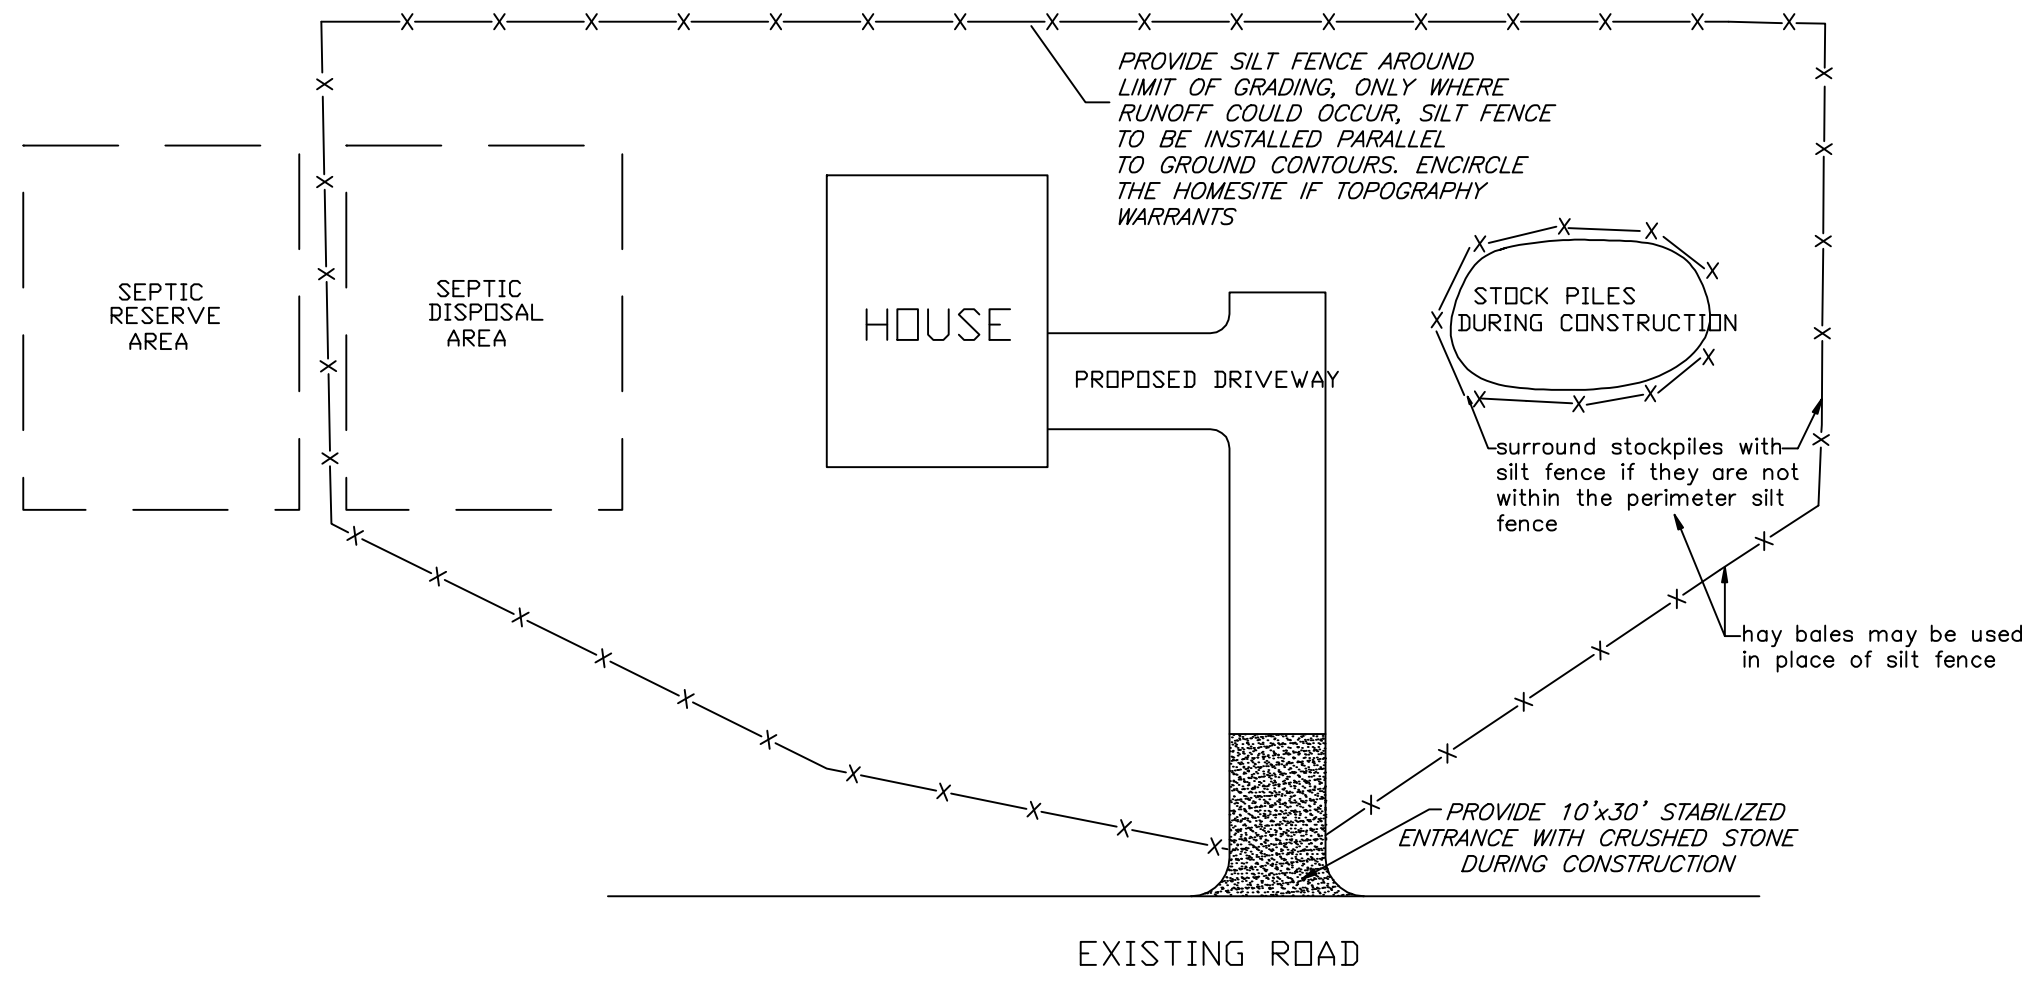 PROVIDE SILT FENCE AROUND
LIMIT OF GRADING, ONLY WHERE
RUNOFF COULD OCCUR, SILT FENCE
TO BE INSTALLED PARALLEL
TO GROUND CONTOURS. ENCIRCLE
THE HOMESITE IF TOPOGRAPHY
WARRANTS
SEPTIC
RESERVE
AREA
SEPTIC
DISPOSAL
AREA
HOUSE
STOCK PILES
DURING CONSTRUCTION
PROPOSED DRIVEWAY
surround stockpiles with
silt fence if they are not
within the perimeter silt
fence
hay bales may be used
in place of silt fence
PROVIDE 10'x30' STABILIZED
ENTRANCE WITH CRUSHED STONE
DURING CONSTRUCTION
EXISTING ROAD